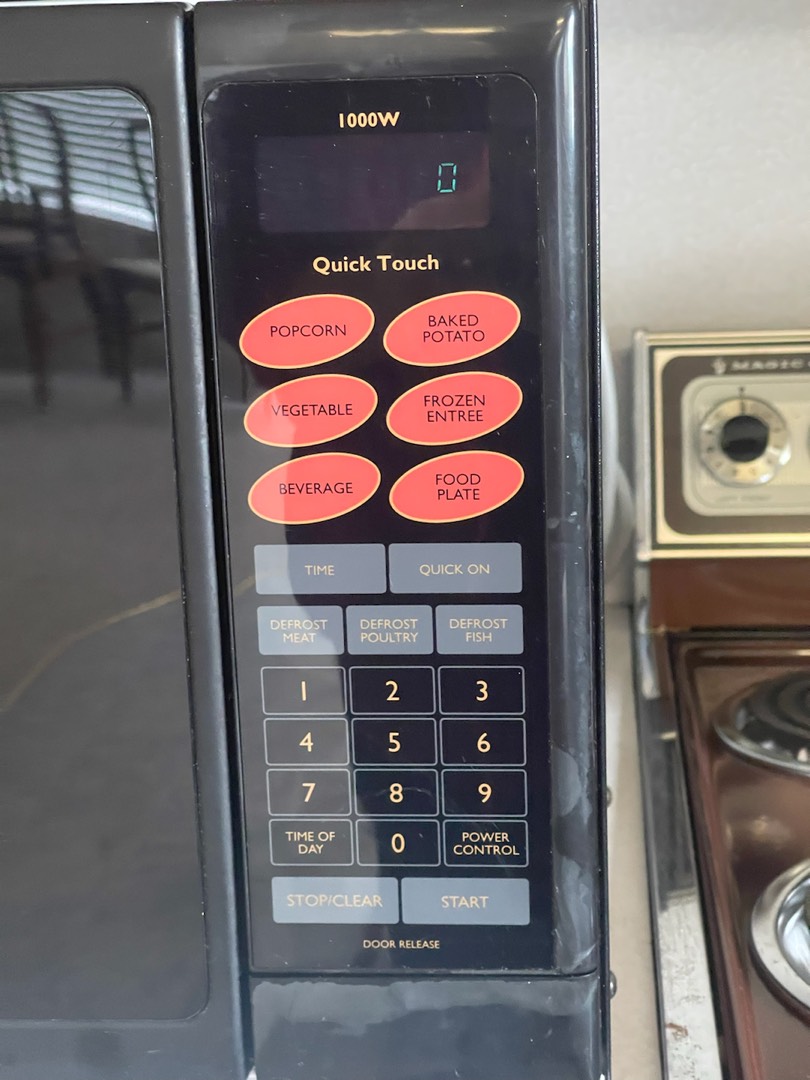 1000W
0
Quick Touch
POPCORN
BAKED
POTATO
VEGETABLE
FROZEN
ENTREE
BEVERAGE
FOOD
PLATE
TIME
QUICK ON
DEFROST
MEAT
DEFROST
POULTRY
DEFROST
FISH
1 2 3
4 5 6
7 8 9
TIME OF
DAY
0
POWER
CONTROL
STOP/CLEAR
START
DOOR RELEASE
MAGIC